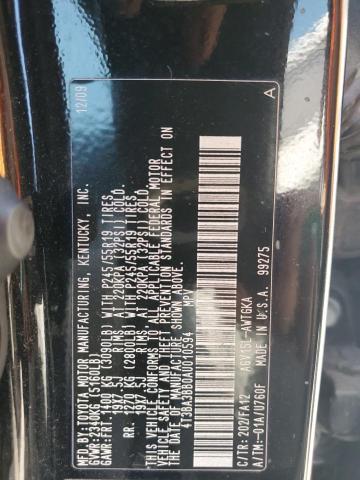 MFD. BY: TOYOTA MOTOR MANUFACTURING, KENTUCKY, INC. 12/09
GVWR: 2340KG (5160LB)
GAWR: FRT. 1400 KG (3090LB) WITH P245/55R19 TIRES,
19X7.5J RIMS, AT 220KPA (32PSI) COLD.
RR. 1270 KG (2800LB) WITH P245/55R19 TIRES,
19X7.5J RIMS, AT 220KPA (32PSI) COLD.
THIS VEHICLE CONFORMS TO ALL APPLICABLE FEDERAL MOTOR
VEHICLE SAFETY AND THEFT PREVENTION STANDARDS IN EFFECT
ON THE DATE OF MANUFACTURE SHOWN ABOVE.
4T3BA3BB0AU010594 MPV
C/TR: 202/FA12 AGV15L-AWTGKA A
A/TM: -01A/U760F MADE IN U.S.A. 99275